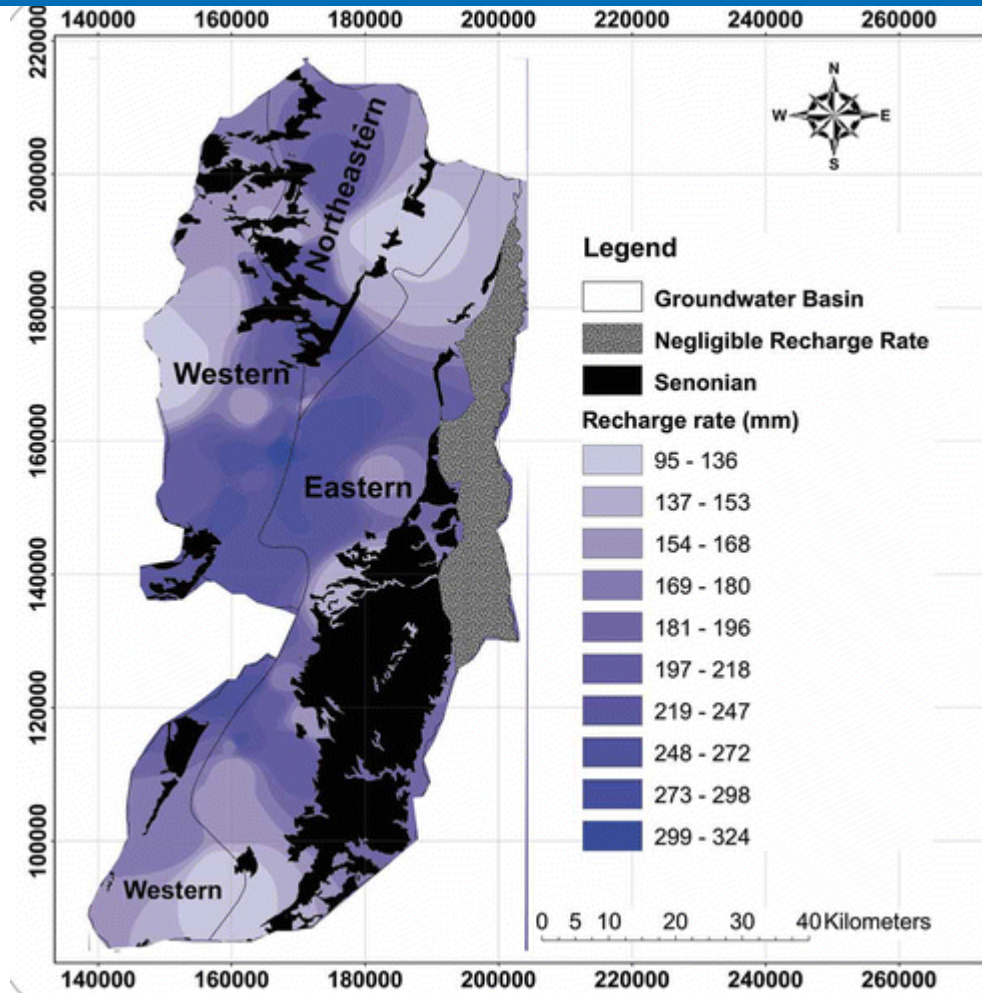 140000 160000 180000 200000 220000 240000 260000
220000
200000
180000
160000
140000
120000
100000
N
W E
S
Northeastern
Western
Eastern
Western
Legend
Groundwater Basin
Negligible Recharge Rate
Senonian
Recharge rate (mm)
95 - 136
137 - 153
154 - 168
169 - 180
181 - 196
197 - 218
219 - 247
248 - 272
273 - 298
299 - 324
0 5 10 20 30 40 Kilometers
140000 160000 180000 200000 220000 240000 260000